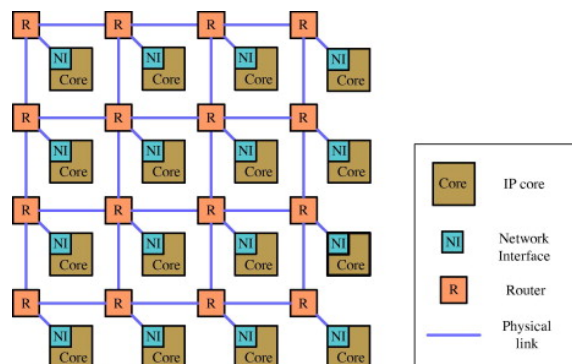 R R R R
NI NI NI NI
Core Core Core Core
R R R R
NI NI NI NI
Core Core Core Core
R R R R
NI NI NI NI
Core Core Core Core
R R R R
NI NI NI NI
Core Core Core Core
Core IP core
NI Network
Interface
R Router
Physical
link